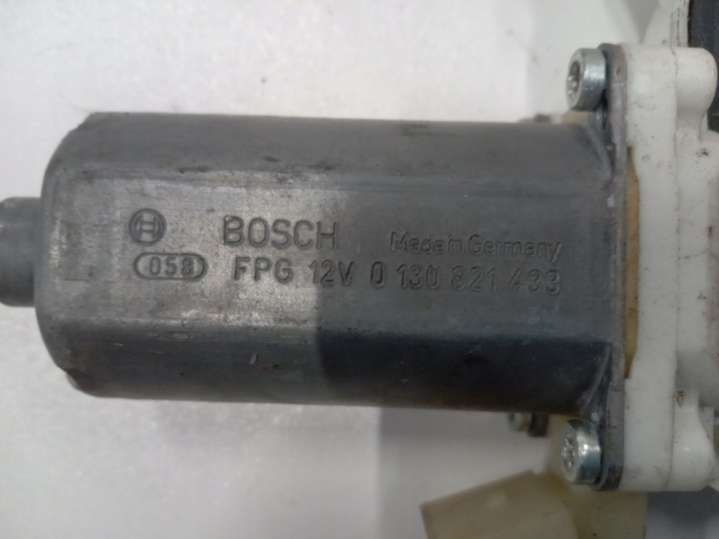 BOSCH Made in Germany
058 FPG 12V 0 130 821 433